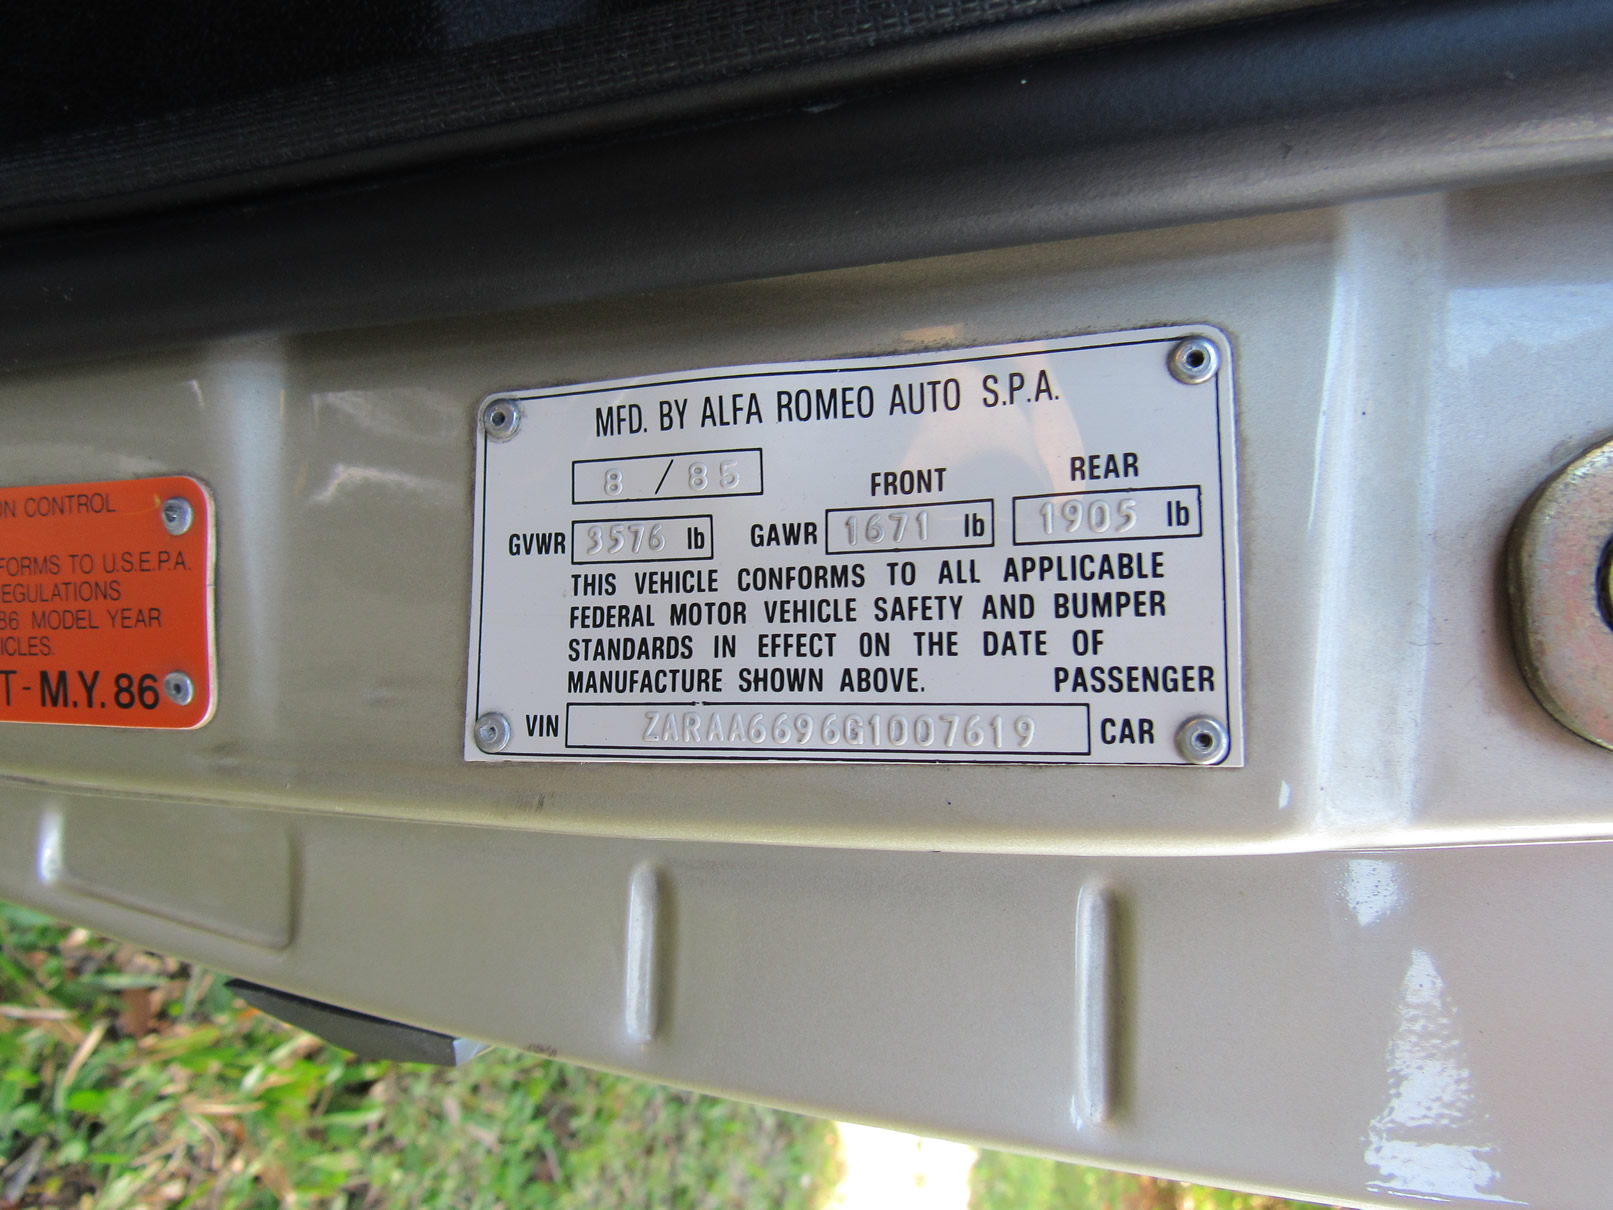 MFD. BY ALFA ROMEO AUTO S.P.A.
8 / 85
FRONT
REAR
GVWR 3576 lb GAWR 1671 lb 1905 lb
THIS VEHICLE CONFORMS TO ALL APPLICABLE
FEDERAL MOTOR VEHICLE SAFETY AND BUMPER
STANDARDS IN EFFECT ON THE DATE OF
MANUFACTURE SHOWN ABOVE. PASSENGER
VIN ZARAA6696G1007619 CAR
ON CONTROL
FORMS TO U.S.E.P.A.
EGULATIONS
86 MODEL YEAR
ICLES.
T - M.Y. 86